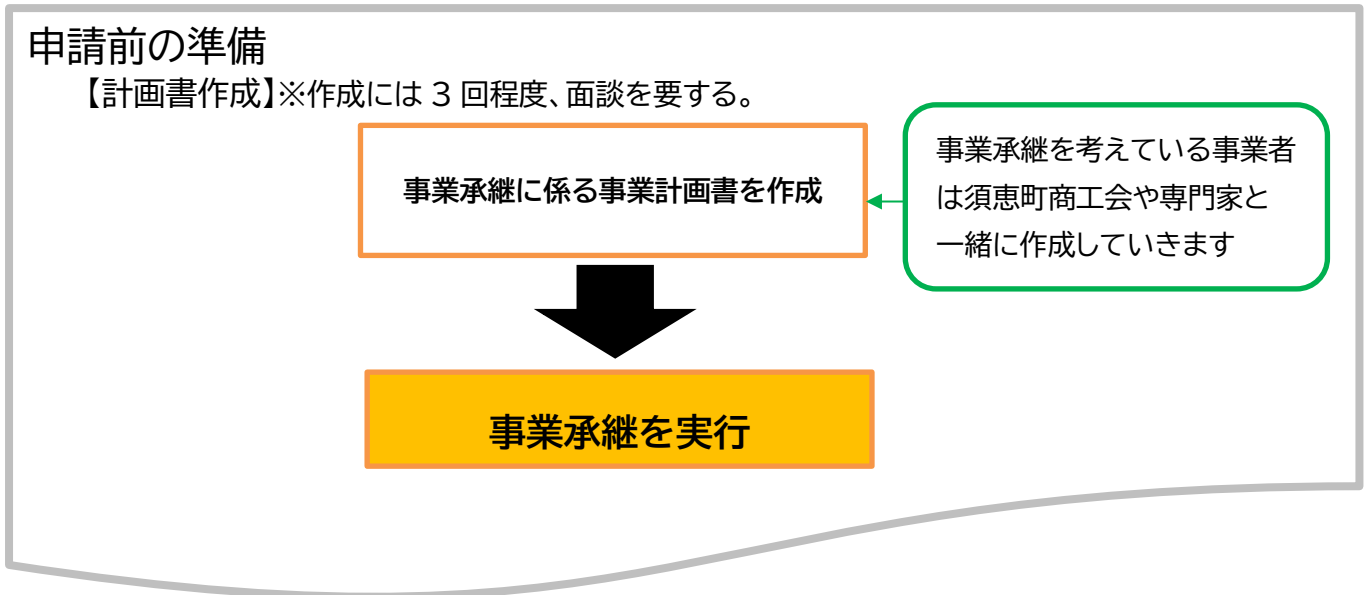 申請前の準備
【計画書作成】※作成には 3 回程度、面談を要する。
事業承継に係る事業計画書を作成
事業承継を考えている事業者
は須恵町商工会や専門家と
一緒に作成していきます
事業承継を実行